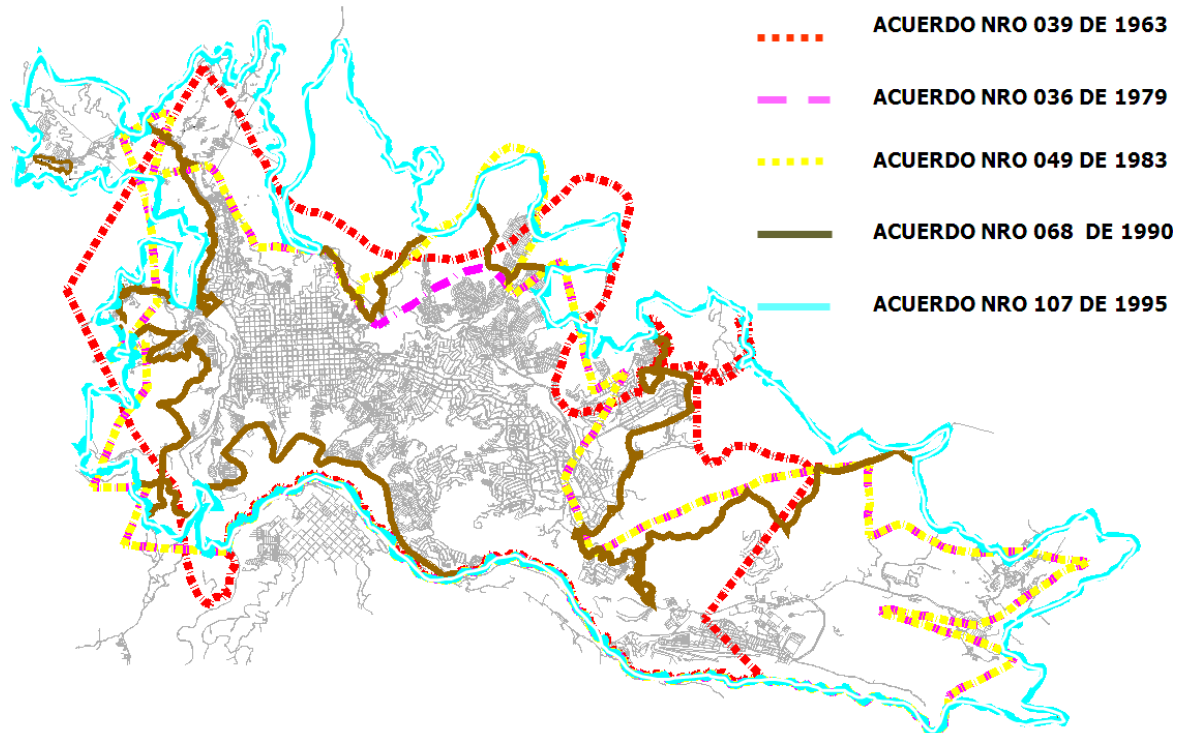 ACUERDO NRO 039 DE 1963
ACUERDO NRO 036 DE 1979
ACUERDO NRO 049 DE 1983
ACUERDO NRO 068 DE 1990
ACUERDO NRO 107 DE 1995